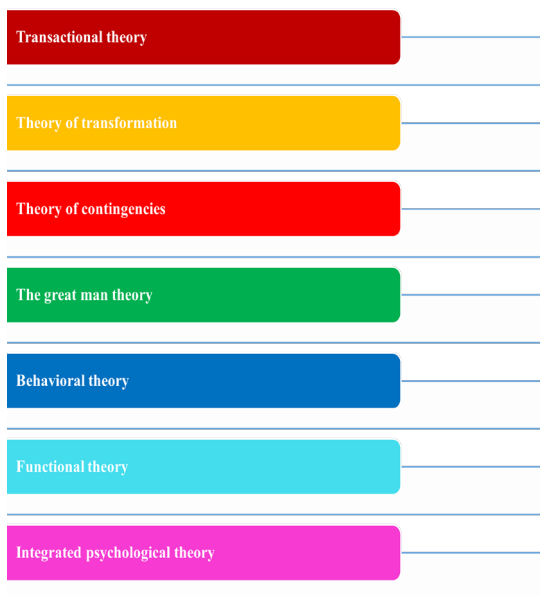 Transactional theory
Theory of transformation
Theory of contingencies
The great man theory
Behavioral theory
Functional theory
Integrated psychological theory